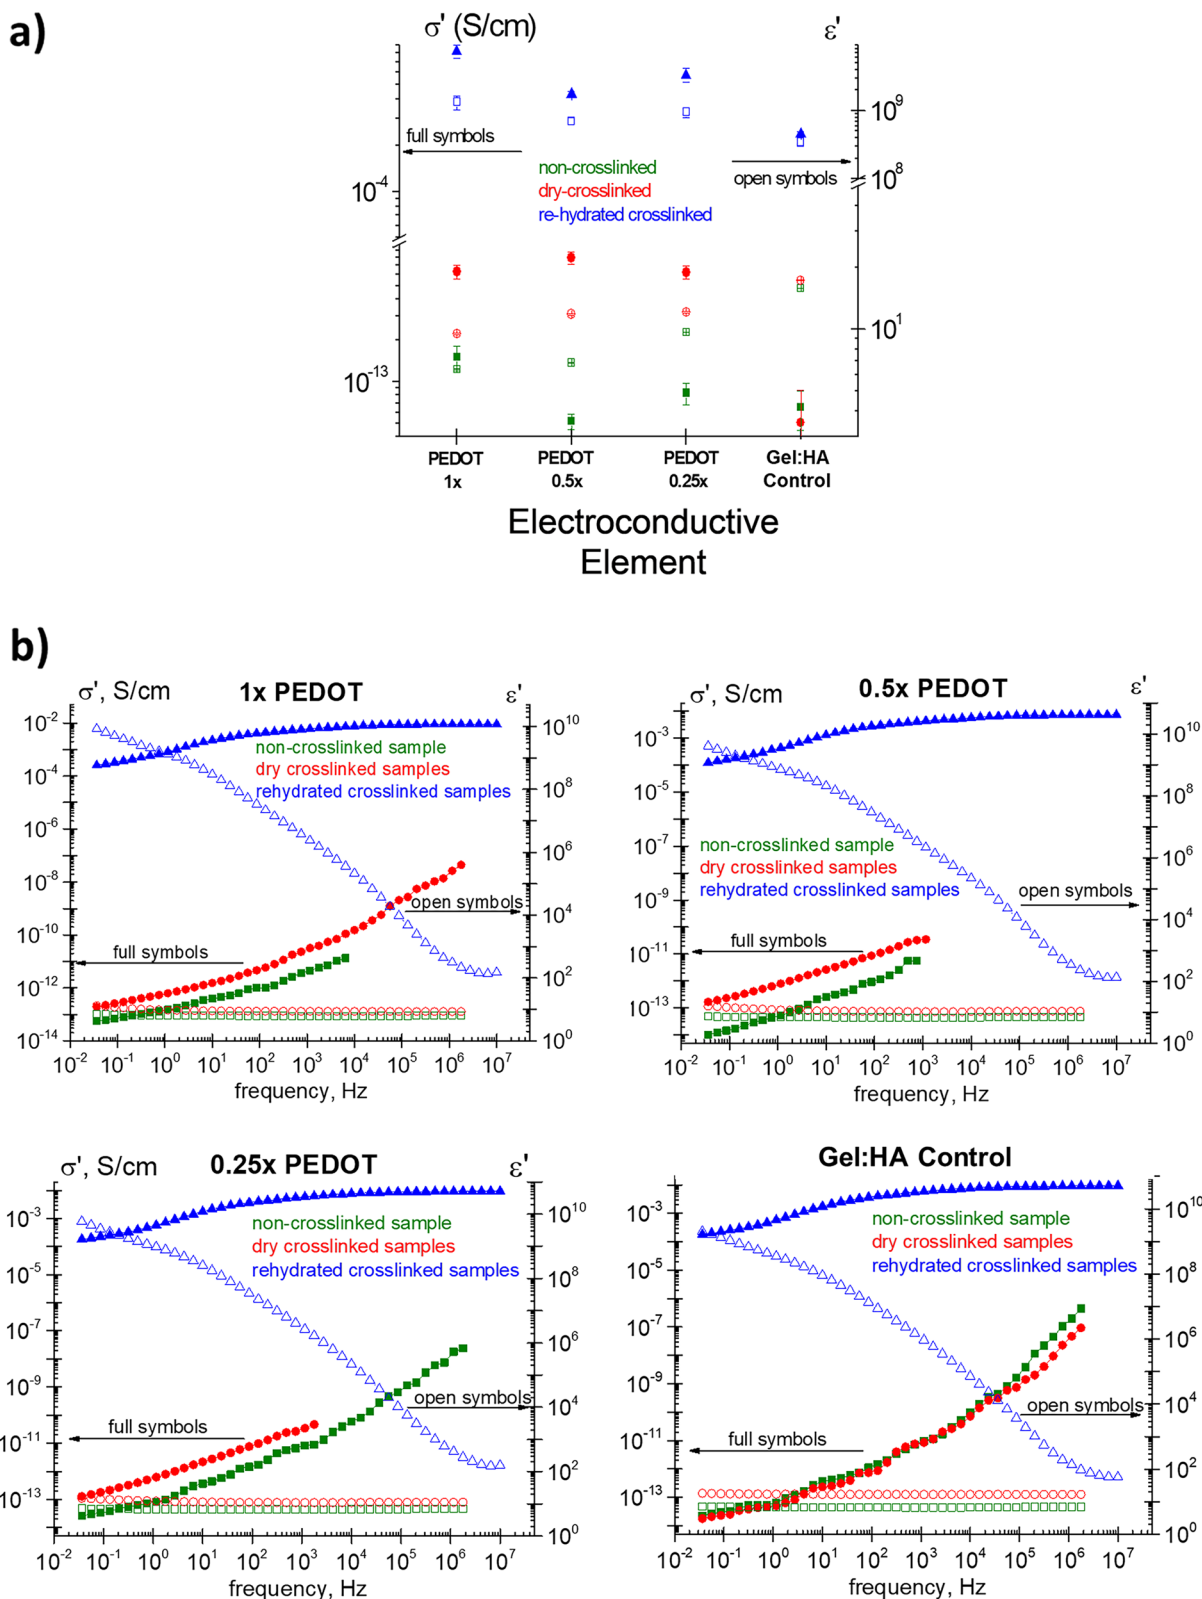 a)
σ' (S/cm)
ε'
full symbols
non-crosslinked
dry-crosslinked
re-hydrated crosslinked
open symbols
10^-4
10^-13
10^9
10^8
10^1
PEDOT 1x
PEDOT 0.5x
PEDOT 0.25x
Gel:HA Control
Electroconductive
Element
b)
σ', S/cm
1x PEDOT
ε'
non-crosslinked sample
dry crosslinked samples
rehydrated crosslinked samples
open symbols
full symbols
10^-2
10^-4
10^-6
10^-8
10^-10
10^-12
10^-14
10^10
10^8
10^6
10^4
10^2
10^0
10^-2 10^-1 10^0 10^1 10^2 10^3 10^4 10^5 10^6 10^7
frequency, Hz
σ', S/cm
0.5x PEDOT
ε'
non-crosslinked sample
dry crosslinked samples
rehydrated crosslinked samples
open symbols
full symbols
10^-3
10^-5
10^-7
10^-9
10^-11
10^-13
10^10
10^8
10^6
10^4
10^2
10^0
10^-2 10^-1 10^0 10^1 10^2 10^3 10^4 10^5 10^6 10^7
frequency, Hz
σ', S/cm
0.25x PEDOT
ε'
non-crosslinked sample
dry crosslinked samples
rehydrated crosslinked samples
open symbols
full symbols
10^-3
10^-5
10^-7
10^-9
10^-11
10^-13
10^10
10^8
10^6
10^4
10^2
10^0
10^-2 10^-1 10^0 10^1 10^2 10^3 10^4 10^5 10^6 10^7
frequency, Hz
Gel:HA Control
non-crosslinked sample
dry crosslinked samples
rehydrated crosslinked samples
open symbols
full symbols
10^-3
10^-5
10^-7
10^-9
10^-11
10^-13
10^10
10^8
10^6
10^4
10^2
10^0
10^-2 10^-1 10^0 10^1 10^2 10^3 10^4 10^5 10^6 10^7
frequency, Hz